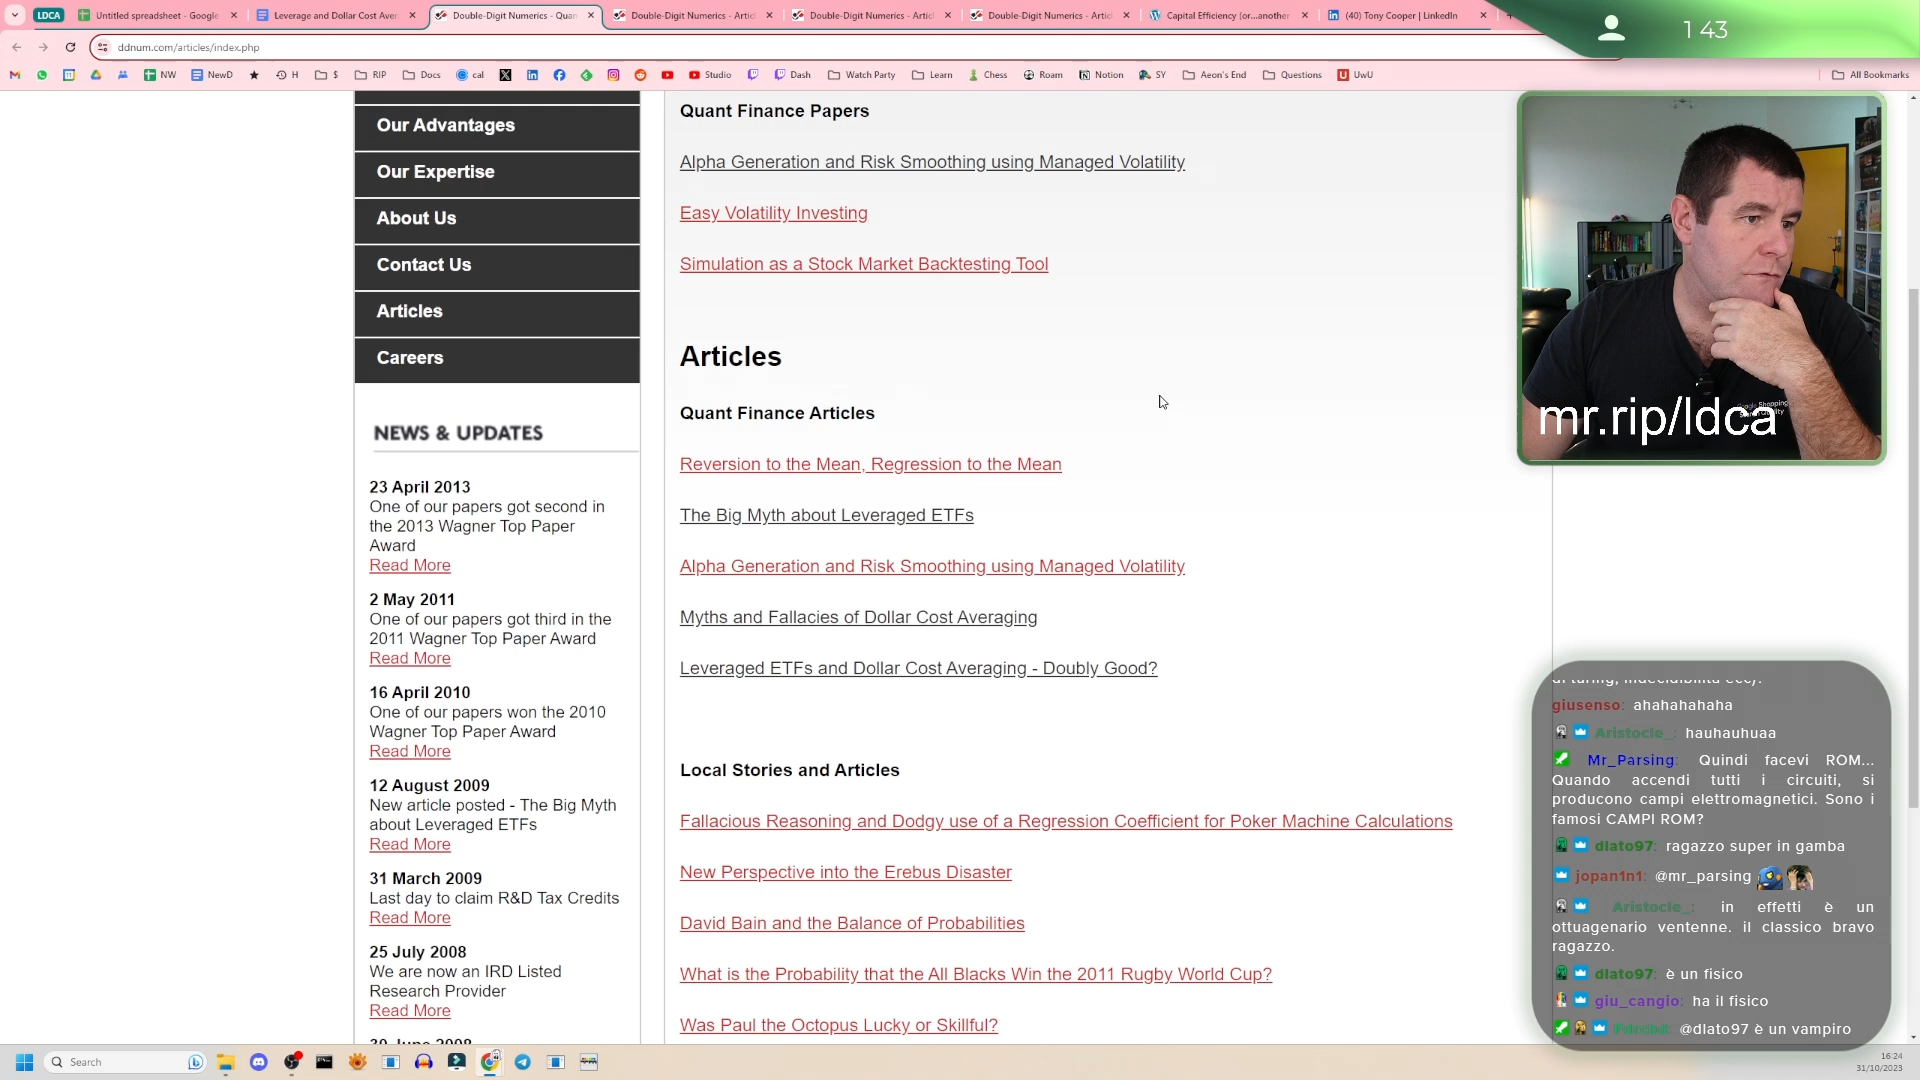 LDCA
Untitled spreadsheet - Google
Leverage and Dollar Cost Aver
Double-Digit Numerics - Quan
Double-Digit Numerics - Artic
Double-Digit Numerics - Artic
Double-Digit Numerics - Artic
Capital Efficiency (or...another
(40) Tony Cooper | LinkedIn
1 43
ddnum.com/articles/index.php
NW
NewD
H
$
RIP
Docs
cal
Studio
Dash
Watch Party
Learn
Chess
Roam
Notion
SY
Aeon's End
Questions
UwU
All Bookmarks
Our Advantages
Our Expertise
About Us
Contact Us
Articles
Careers
NEWS & UPDATES
23 April 2013
One of our papers got second in
the 2013 Wagner Top Paper
Award
Read More
2 May 2011
One of our papers got third in the
2011 Wagner Top Paper Award
Read More
16 April 2010
One of our papers won the 2010
Wagner Top Paper Award
Read More
12 August 2009
New article posted - The Big Myth
about Leveraged ETFs
Read More
31 March 2009
Last day to claim R&D Tax Credits
Read More
25 July 2008
We are now an IRD Listed
Research Provider
Read More
Quant Finance Papers
Alpha Generation and Risk Smoothing using Managed Volatility
Easy Volatility Investing
Simulation as a Stock Market Backtesting Tool
Articles
Quant Finance Articles
Reversion to the Mean, Regression to the Mean
The Big Myth about Leveraged ETFs
Alpha Generation and Risk Smoothing using Managed Volatility
Myths and Fallacies of Dollar Cost Averaging
Leveraged ETFs and Dollar Cost Averaging - Doubly Good?
Local Stories and Articles
Fallacious Reasoning and Dodgy use of a Regression Coefficient for Poker Machine Calculations
New Perspective into the Erebus Disaster
David Bain and the Balance of Probabilities
What is the Probability that the All Blacks Win the 2011 Rugby World Cup?
Was Paul the Octopus Lucky or Skillful?
mr.rip/ldca
giusenso: ahahahahaha
Aristocle_: hauhauhuaa
Mr_Parsing: Quindi facevi ROM...
Quando accendi tutti i circuiti, si
producono campi elettromagnetici. Sono i
famosi CAMPI ROM?
dlato97: ragazzo super in gamba
jopan1n1: @mr_parsing
Aristocle_: in effetti è un
ottuagenario ventenne. il classico bravo
ragazzo.
dlato97: è un fisico
giu_cangio: ha il fisico
@dlato97 è un vampiro
Search
16:24
31/10/2023